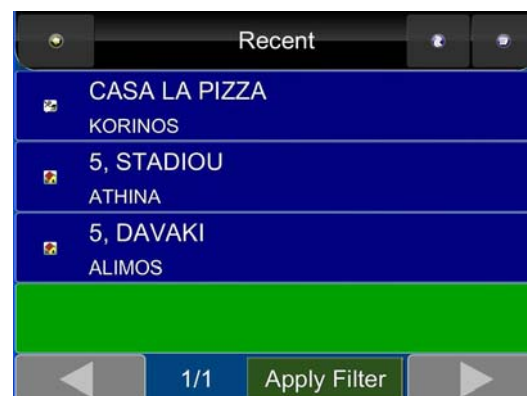 Recent
CASA LA PIZZA
KORINOS
5, STADIOU
ATHINA
5, DAVAKI
ALIMOS
1/1
Apply Filter